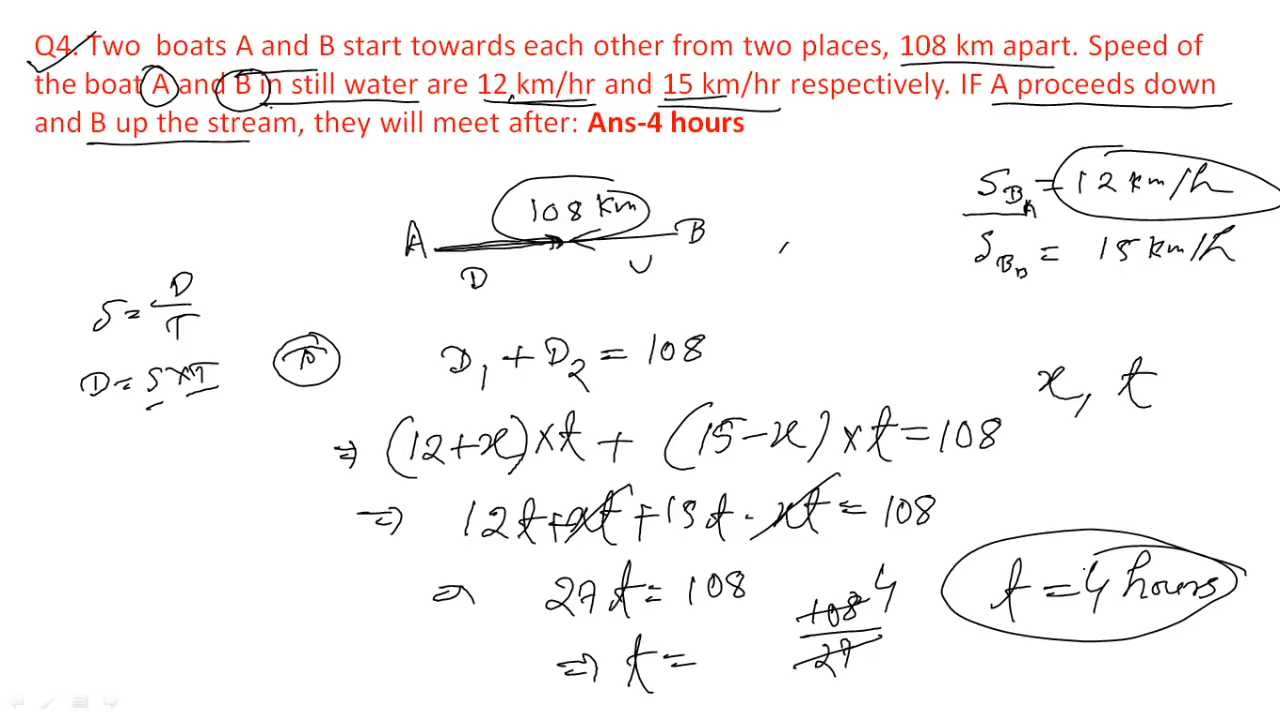 Q4. Two boats A and B start towards each other from two places, 108 km apart. Speed of
the boat A and B in still water are 12 km/hr and 15 km/hr respectively. IF A proceeds down
and B up the stream, they will meet after: Ans-4 hours
S_B_A = 12 km/h
108 km
A B
D U
S_B_B = 15 km/h
S = D/T
D = S × T
D₁ + D₂ = 108
x, t
⇒ (12+x) × t + (15-x) × t = 108
⇒ 12t + xt + 15t - xt = 108
⇒ 27t = 108
108/27 4
t = 4 hours
⇒ t =